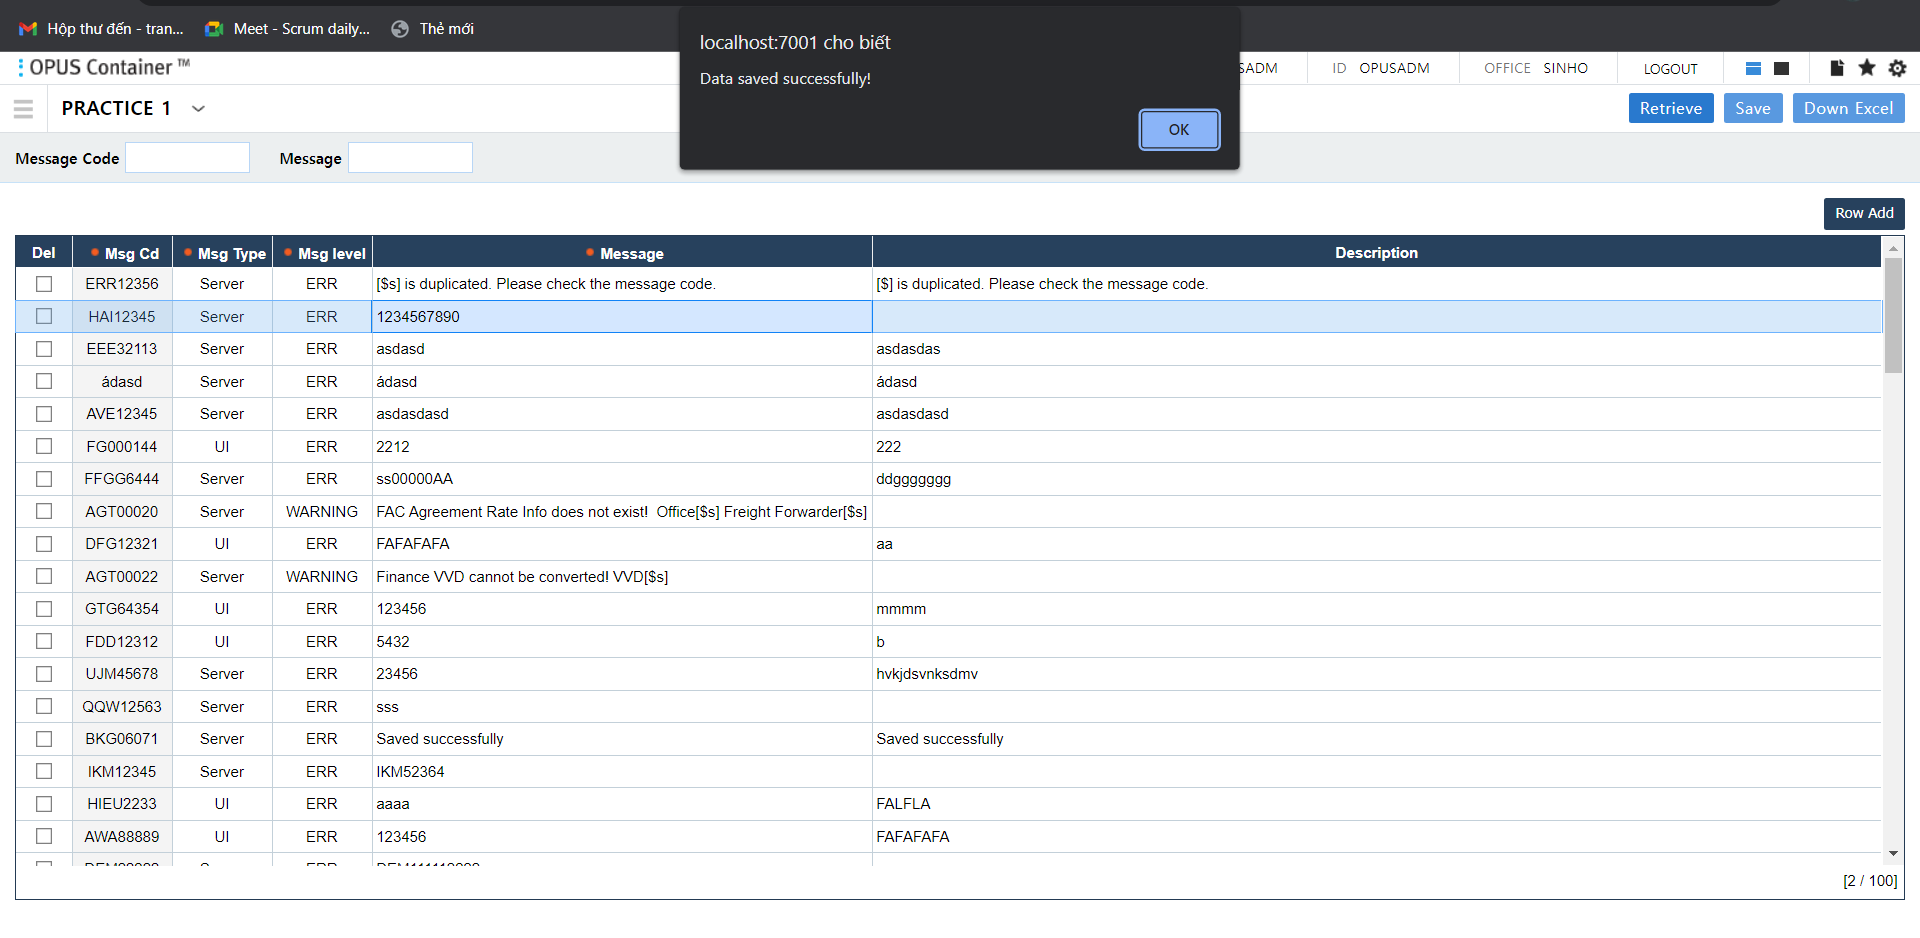 Hộp thư đến - tran...
Meet - Scrum daily...
Thẻ mới
localhost:7001 cho biết
Data saved successfully!
OK
OPUS Container ™
SADM
ID OPUSADM
OFFICE SINHO
LOGOUT
PRACTICE 1
Retrieve
Save
Down Excel
Message Code
Message
Row Add
Del Msg Cd Msg Type Msg level Message Description
ERR12356 Server ERR [$s] is duplicated. Please check the message code. [$] is duplicated. Please check the message code.
HAI12345 Server ERR 1234567890
EEE32113 Server ERR asdasd asdasdas
ádasd Server ERR ádasd ádasd
AVE12345 Server ERR asdasdasd asdasdasd
FG000144 UI ERR 2212 222
FFGG6444 Server ERR ss00000AA ddggggggg
AGT00020 Server WARNING FAC Agreement Rate Info does not exist!  Office[$s] Freight Forwarder[$s]
DFG12321 UI ERR FAFAFAFA aa
AGT00022 Server WARNING Finance VVD cannot be converted! VVD[$s]
GTG64354 UI ERR 123456 mmmm
FDD12312 UI ERR 5432 b
UJM45678 Server ERR 23456 hvkjdsvnksdmv
QQW12563 Server ERR sss
BKG06071 Server ERR Saved successfully Saved successfully
IKM12345 Server ERR IKM52364
HIEU2233 UI ERR aaaa FALFLA
AWA88889 UI ERR 123456 FAFAFAFA
[2 / 100]